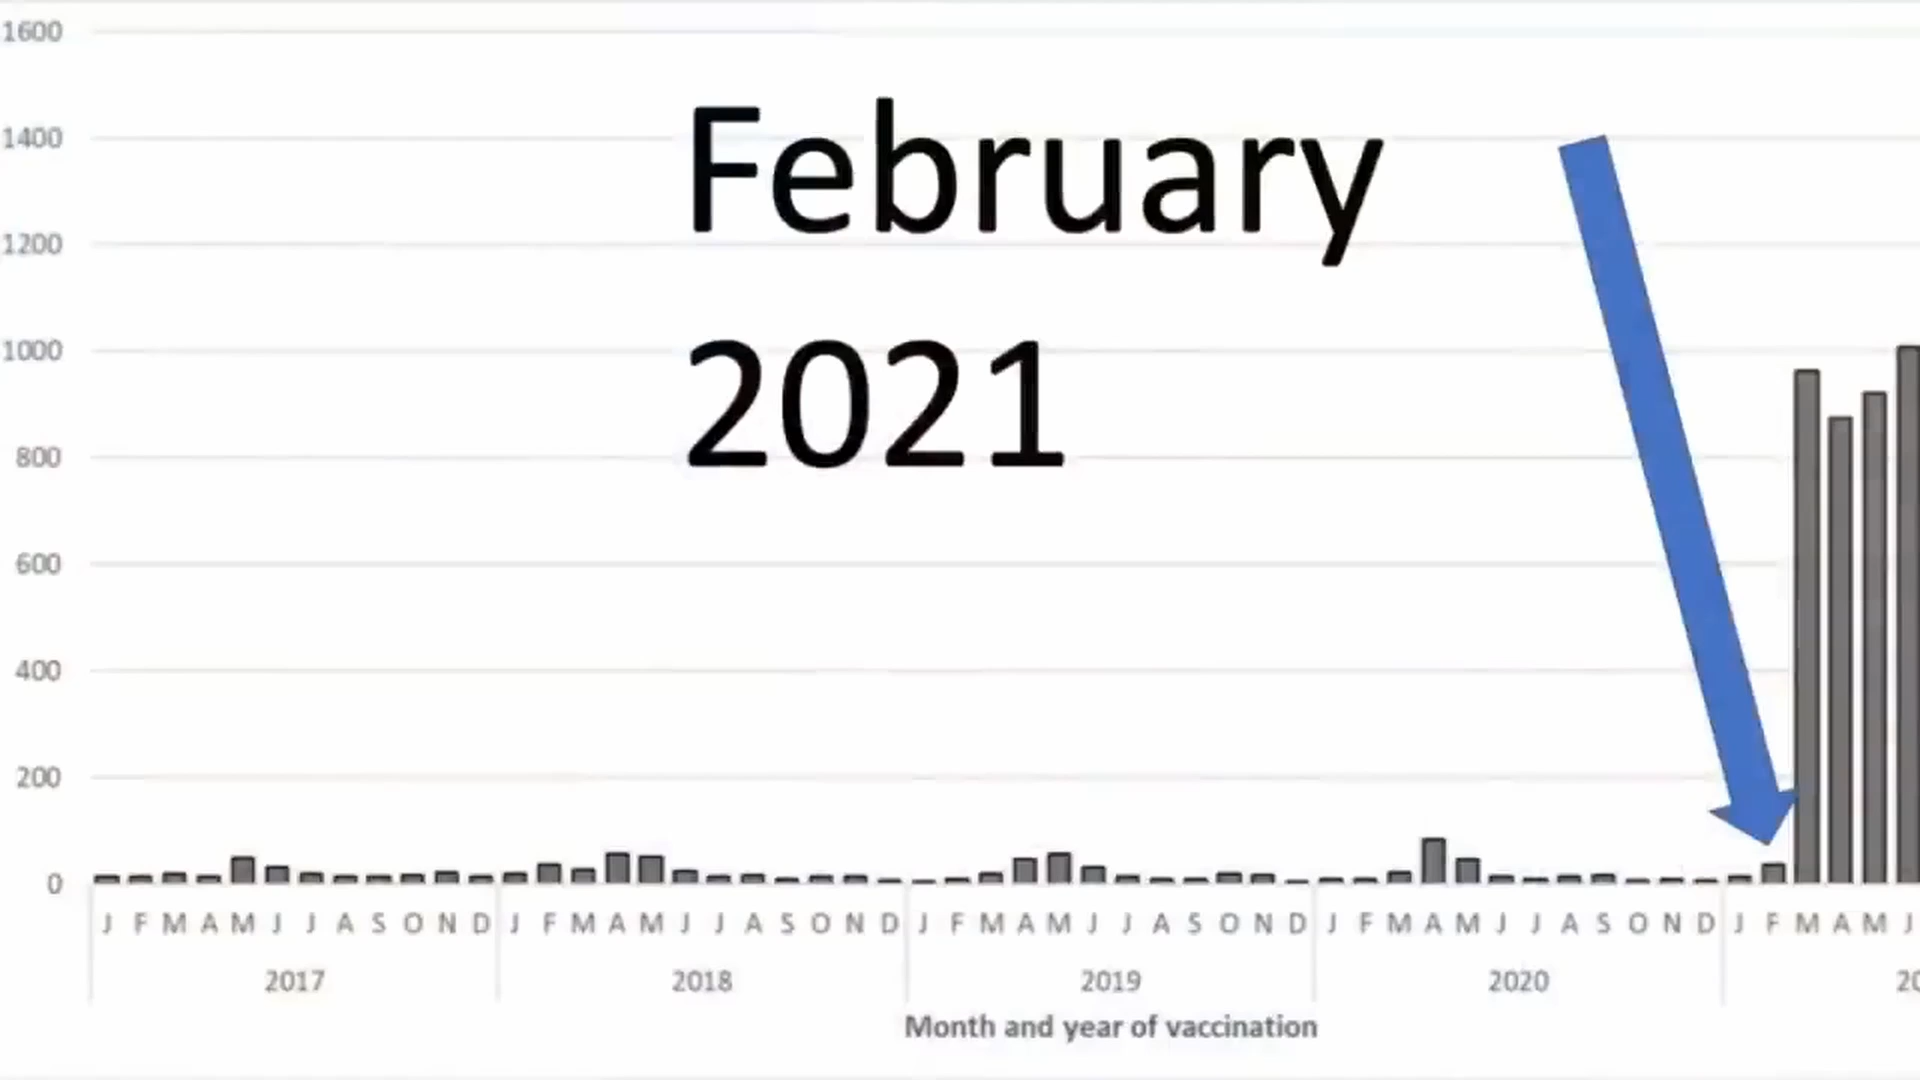 1600
1400
1200
1000
800
600
400
200
0
February
2021
J F M A M J J A S O N D J F M A M J J A S O N D J F M A M J J A S O N D J F M A M J J A S O N D J F M A M J
2017 2018 2019 2020 20
Month and year of vaccination